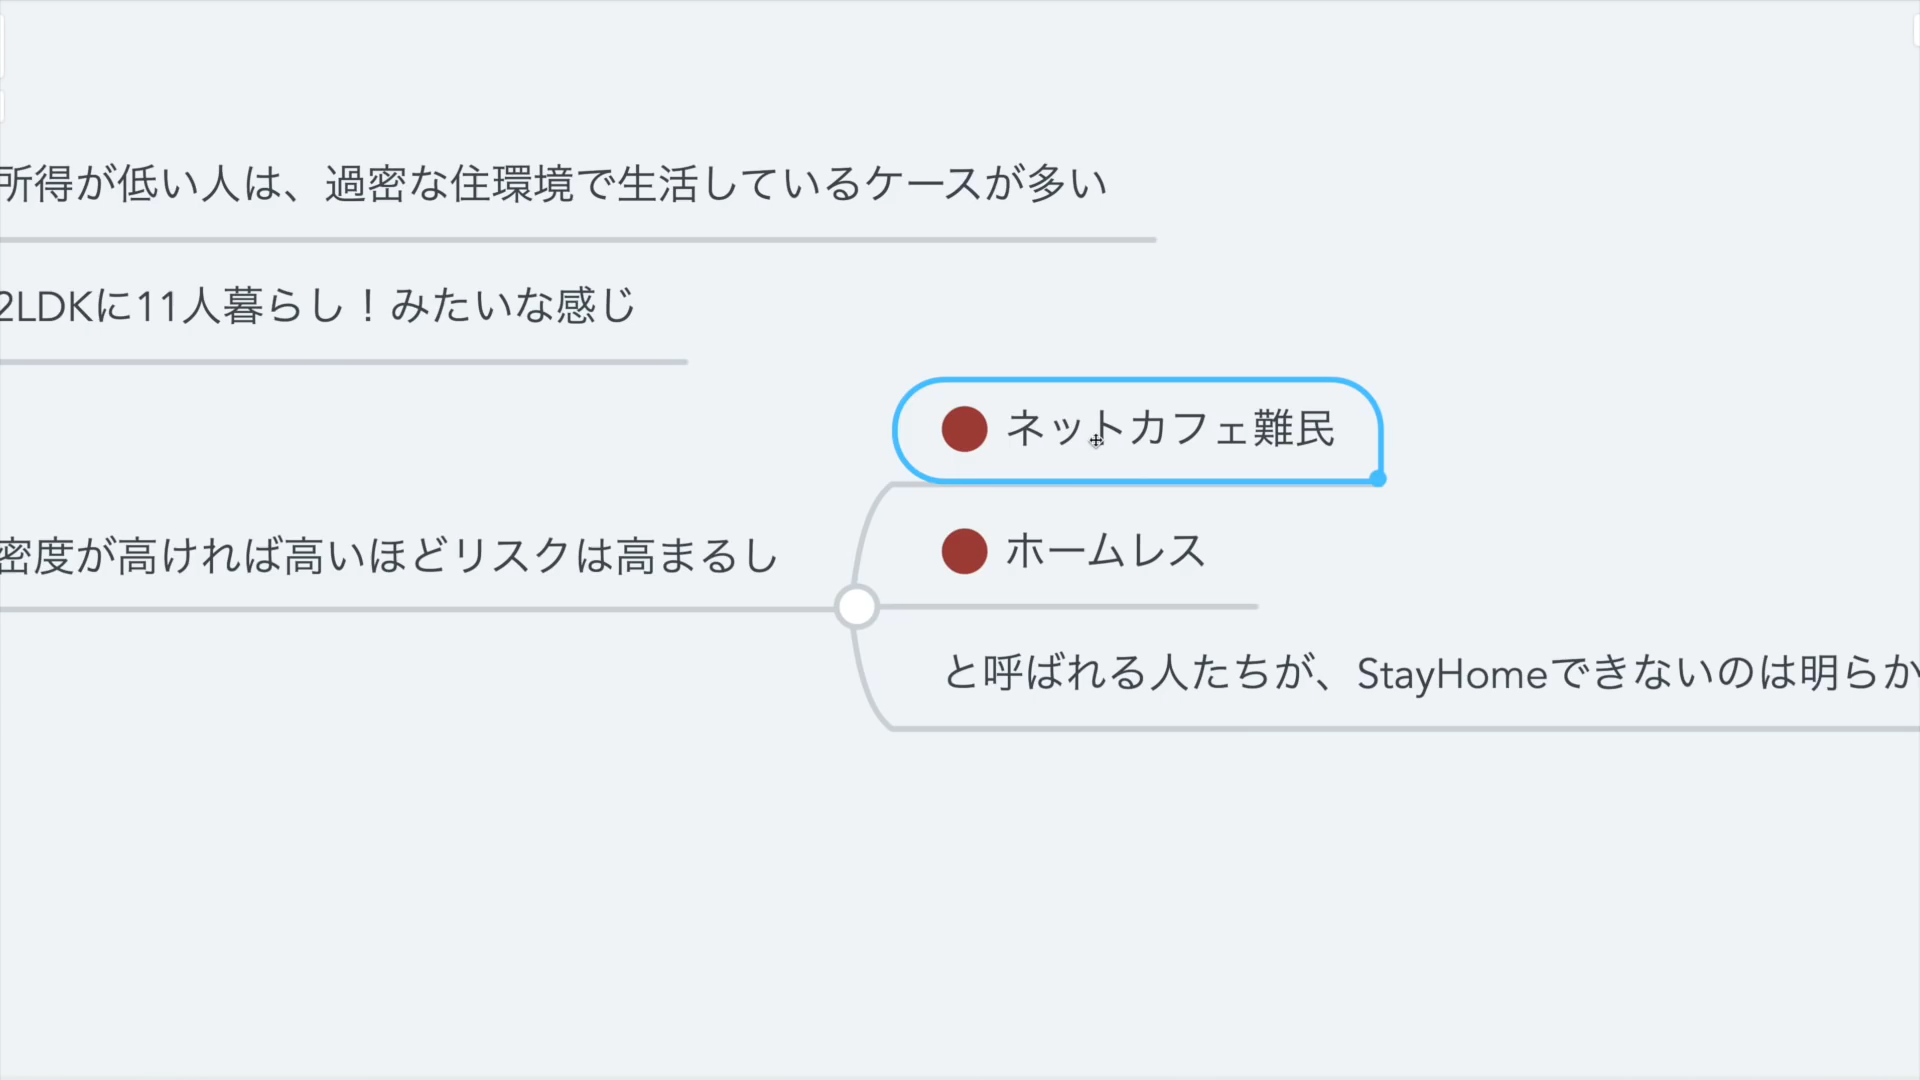 所得が低い人は、過密な住環境で生活しているケースが多い
2LDKに11人暮らし！みたいな感じ
ネットカフェ難民
密度が高ければ高いほどリスクは高まるし
ホームレス
と呼ばれる人たちが、StayHomeできないのは明らか